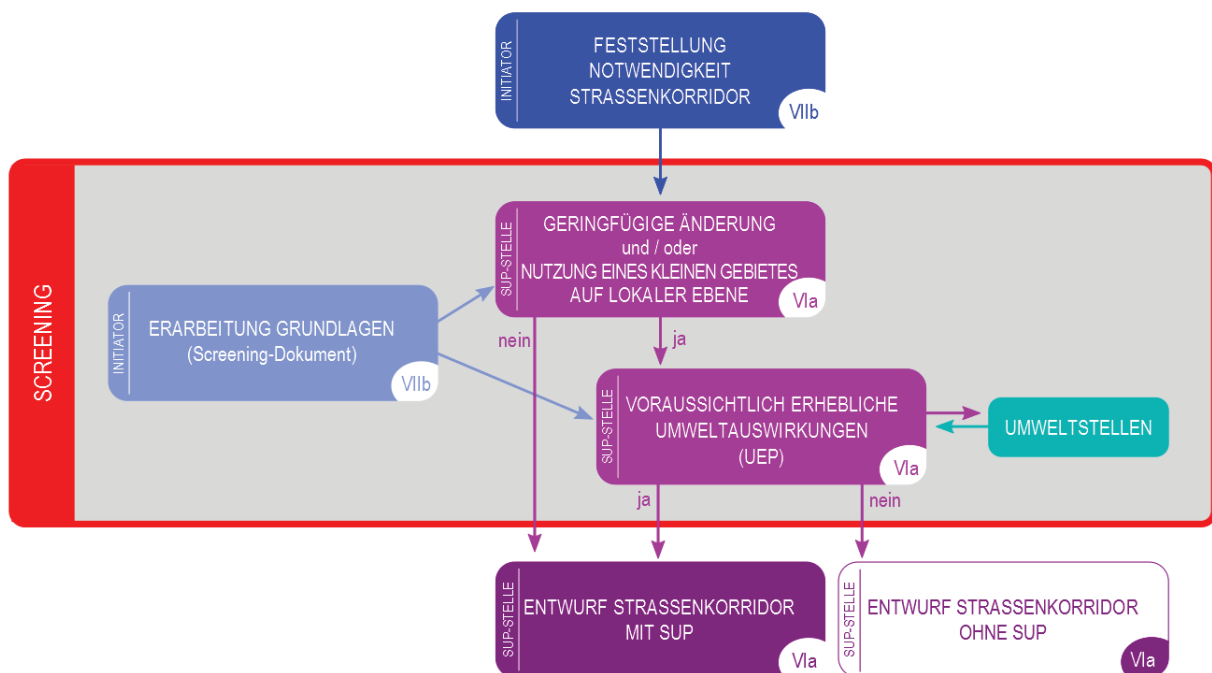 INITIATOR
FESTSTELLUNG
NOTWENDIGKEIT
STRASSENKORRIDOR
VIIb
SCREENING
SUP-STELLE
GERINGFÜGIGE ÄNDERUNG
und / oder
NUTZUNG EINES KLEINEN GEBIETES
AUF LOKALER EBENE
VIa
INITIATOR
ERARBEITUNG GRUNDLAGEN
(Screening-Dokument)
VIIb
nein
ja
SUP-STELLE
VORAUSSICHTLICH ERHEBLICHE
UMWELTAUSWIRKUNGEN
(UEP)
VIa
UMWELTSTELLEN
ja
nein
SUP-STELLE
ENTWURF STRASSENKORRIDOR
MIT SUP
VIa
SUP-STELLE
ENTWURF STRASSENKORRIDOR
OHNE SUP
VIa